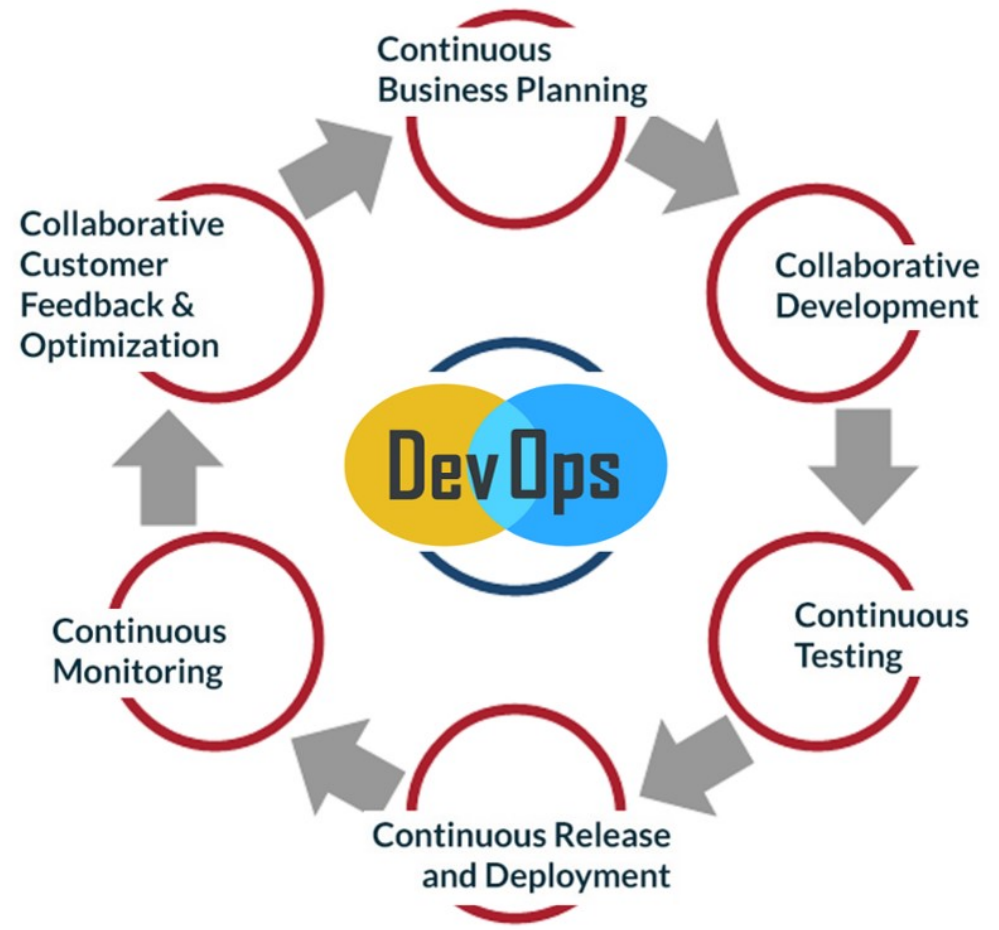 Continuous
Business Planning
Collaborative
Development
Continuous
Testing
Continuous Release
and Deployment
Continuous
Monitoring
Collaborative
Customer
Feedback &
Optimization
DevOps